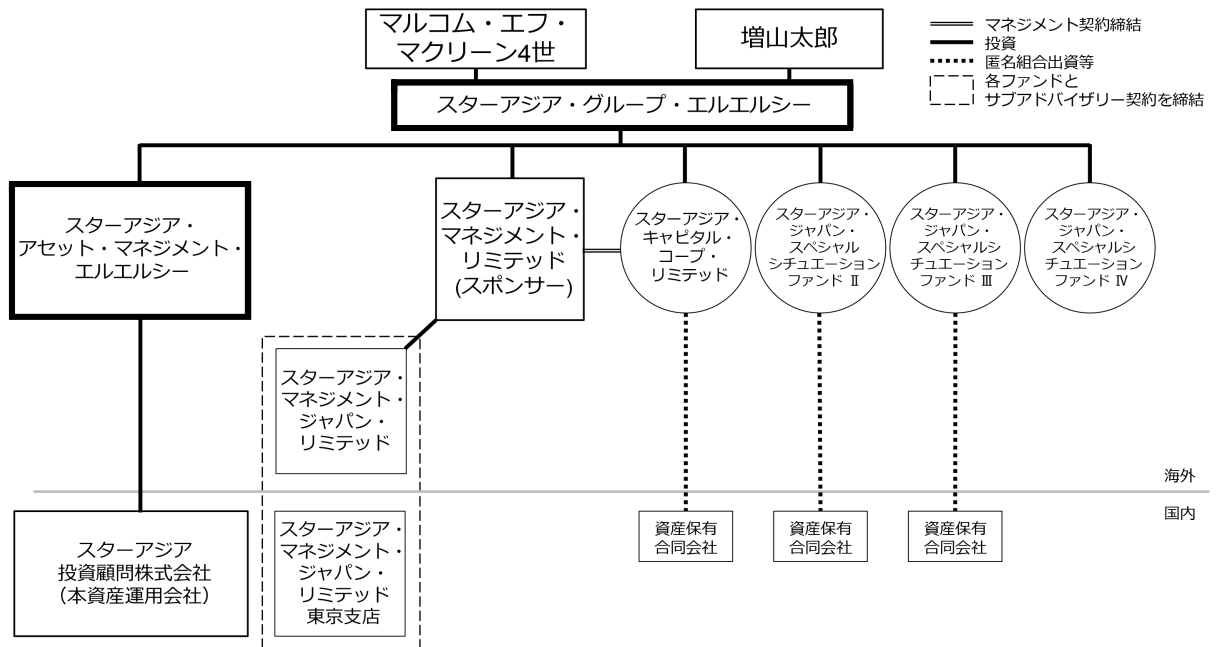 マルコム・エフ・
マクリーン4世
増山太郎
マネジメント契約締結
投資
匿名組合出資等
各ファンドと
サブアドバイザリー契約を締結
スターアジア・グループ・エルエルシー
スターアジア・
アセット・マネジメント・
エルエルシー
スターアジア・
マネジメント・
リミテッド
(スポンサー)
スターアジア・
キャピタル・
コープ・
リミテッド
スターアジア・
ジャパン・
スペシャル
シチュエーション
ファンド Ⅱ
スターアジア・
ジャパン・
スペシャルシ
チュエーション
ファンド Ⅲ
スターアジア・
ジャパン・
スペシャルシ
チュエーション
ファンド Ⅳ
スターアジア・
マネジメント・
ジャパン・
リミテッド
海外
国内
スターアジア
投資顧問株式会社
（本資産運用会社）
スターアジア・
マネジメント・
ジャパン・
リミテッド
東京支店
資産保有
合同会社
資産保有
合同会社
資産保有
合同会社